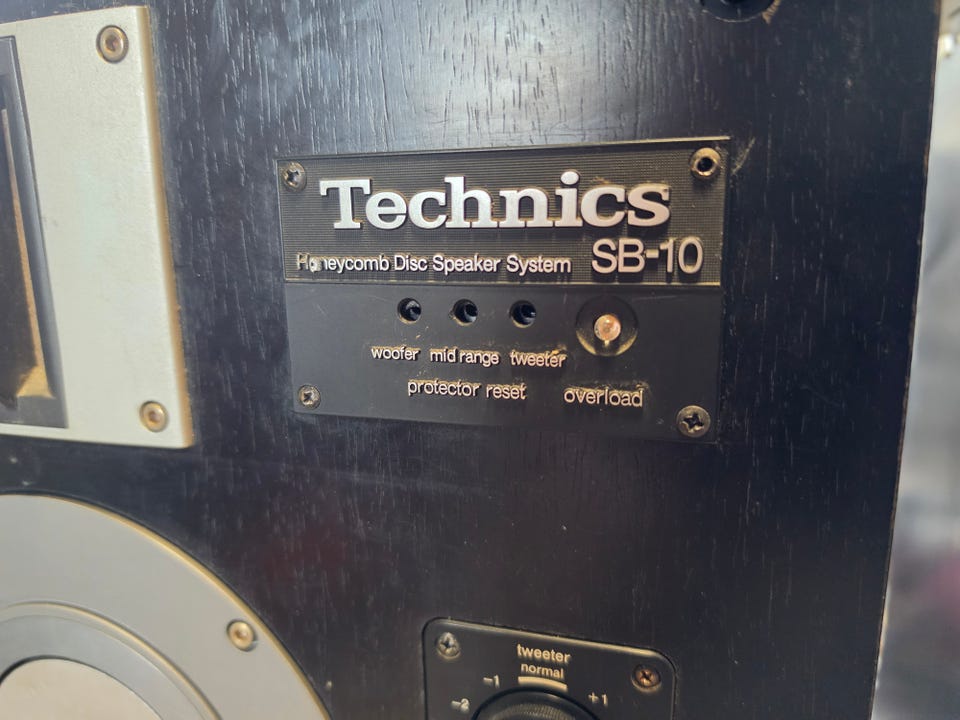 Technics
Honeycomb Disc Speaker System SB-10
woofer mid range tweeter
protector reset overload
tweeter
normal
-1 +1
-2